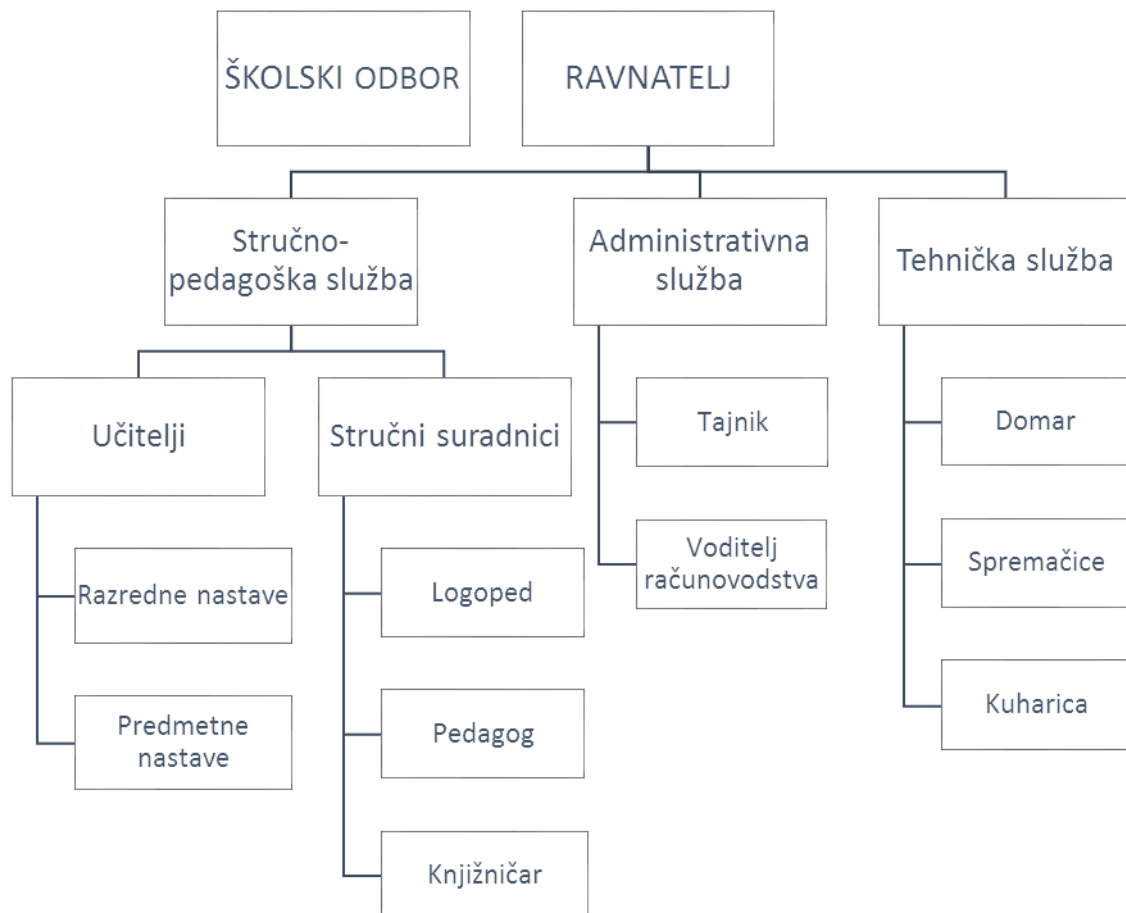 ŠKOLSKI ODBOR
RAVNATELJ
Stručno-
pedagoška služba
Administrativna
služba
Tehnička služba
Učitelji
Stručni suradnici
Tajnik
Domar
Razredne nastave
Logoped
Voditelj
računovodstva
Spremačice
Predmetne
nastave
Pedagog
Kuharica
Knjižničar